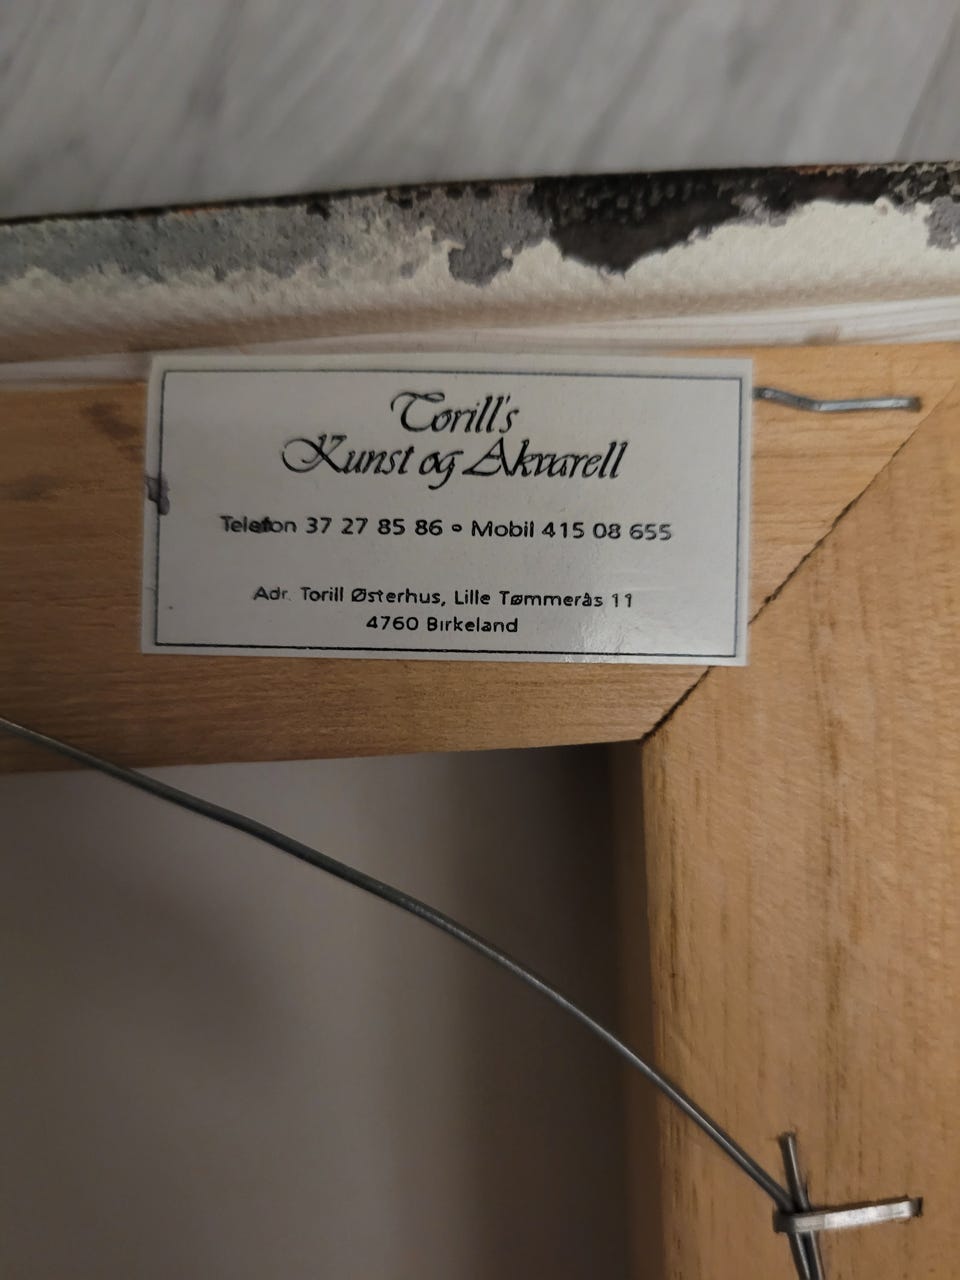 Torill's
Kunst og Akvarell
Telefon 37 27 85 86 • Mobil 415 08 655
Adr. Torill Østerhus, Lille Tømmerås 11
4760 Birkeland